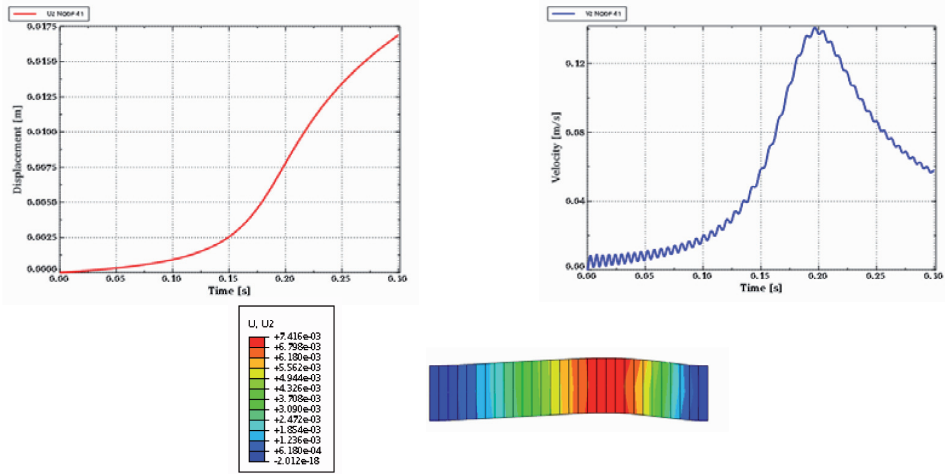 U2 Node 41
0.0175
0.0150
0.0125
0.0100
0.0075
0.0050
0.0025
0.0000
Displacement [m]
0.00 0.05 0.10 0.15 0.20 0.25 0.30
Time [s]
V2 Node 41
0.12
0.08
0.04
0.00
Velocity [m/s]
0.00 0.05 0.10 0.15 0.20 0.25 0.30
Time [s]
U, U2
+7.416e-03
+6.798e-03
+6.180e-03
+5.562e-03
+4.944e-03
+4.326e-03
+3.708e-03
+3.090e-03
+2.472e-03
+1.854e-03
+1.236e-03
+6.180e-04
-2.012e-18